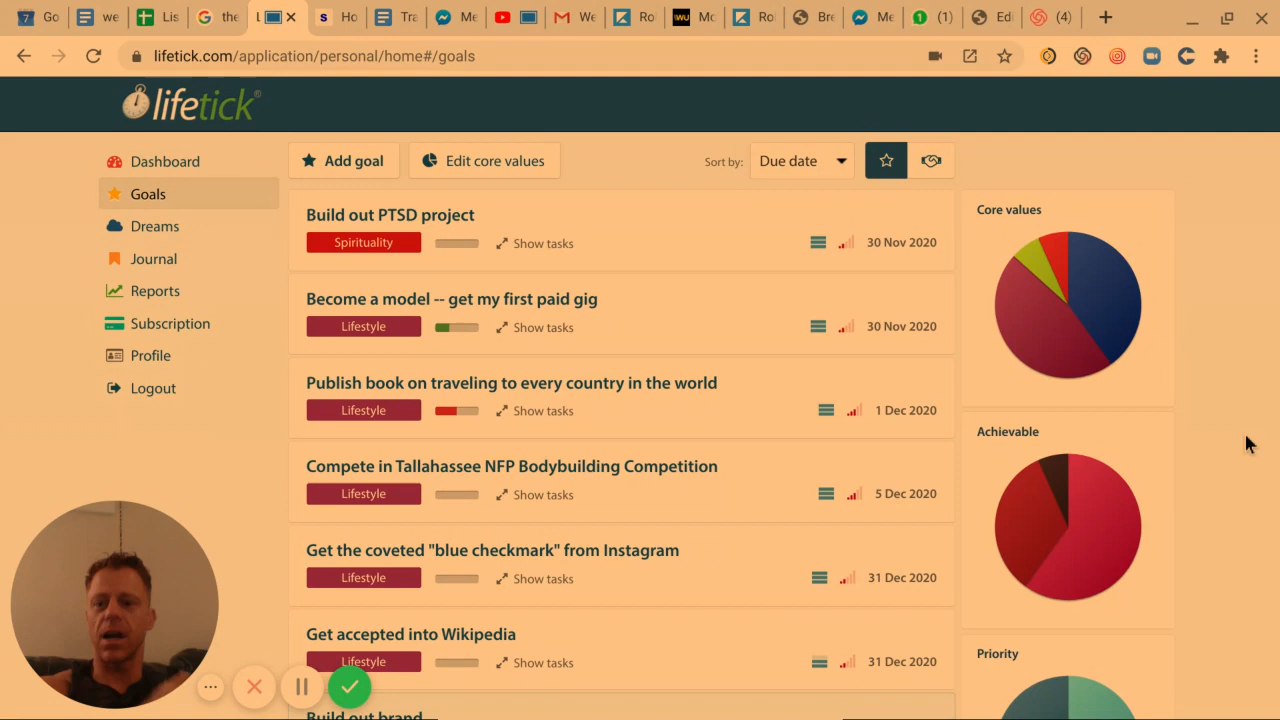 Go
we
Lis
the
L
Ho
Tra
Me
We
Ro
Mo
Ro
Bre
Me
(1)
Edi
(4)
lifetick.com/application/personal/home#/goals
lifetick®
Dashboard
Goals
Dreams
Journal
Reports
Subscription
Profile
Logout
Add goal
Edit core values
Sort by:
Due date
Build out PTSD project
Spirituality
Show tasks
30 Nov 2020
Become a model -- get my first paid gig
Lifestyle
Show tasks
30 Nov 2020
Publish book on traveling to every country in the world
Lifestyle
Show tasks
1 Dec 2020
Compete in Tallahassee NFP Bodybuilding Competition
Lifestyle
Show tasks
5 Dec 2020
Get the coveted "blue checkmark" from Instagram
Lifestyle
Show tasks
31 Dec 2020
Get accepted into Wikipedia
Lifestyle
Show tasks
31 Dec 2020
Build out brand
Core values
Achievable
Priority